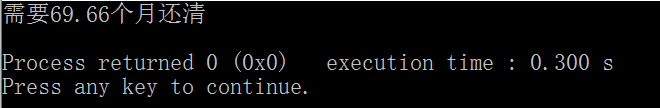 需要69.66个月还清
Process returned 0 (0x0)   execution time : 0.300 s
Press any key to continue.